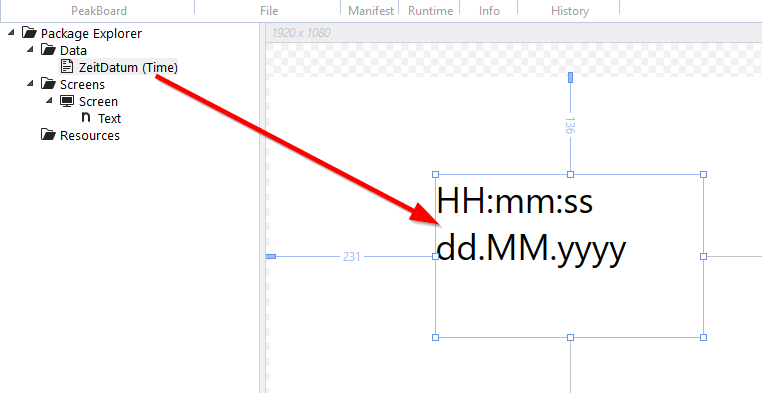 PeakBoard File Manifest Runtime Info History
Package Explorer
Data
ZeitDatum (Time)
Screens
Screen
Text
Resources
1920 x 1080
136
HH:mm:ss
dd.MM.yyyy
231